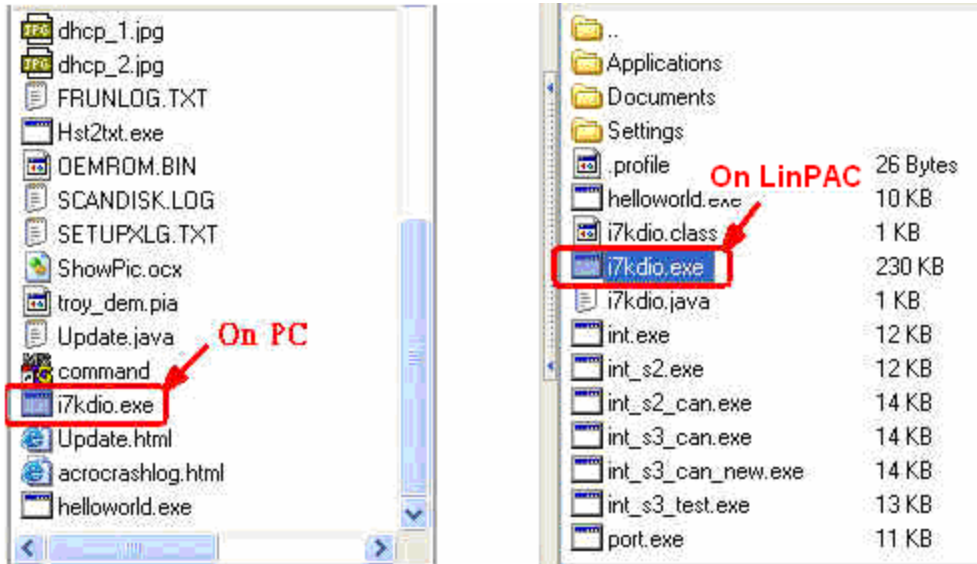 dhcp_1.jpg
dhcp_2.jpg
FRUNLOG.TXT
Hst2txt.exe
OEMROM.BIN
SCANDISK.LOG
SETUPXLG.TXT
ShowPic.ocx
troy_dem.pia
Update.java
On PC
command
i7kdio.exe
Update.html
acrocrashlog.html
helloworld.exe
..
Applications
Documents
Settings
.profile 26 Bytes
On LinPAC
helloworld.exe 10 KB
i7kdio.class 1 KB
i7kdio.exe 230 KB
i7kdio.java 1 KB
int.exe 12 KB
int_s2.exe 12 KB
int_s2_can.exe 14 KB
int_s3_can.exe 14 KB
int_s3_can_new.exe 14 KB
int_s3_test.exe 13 KB
port.exe 11 KB